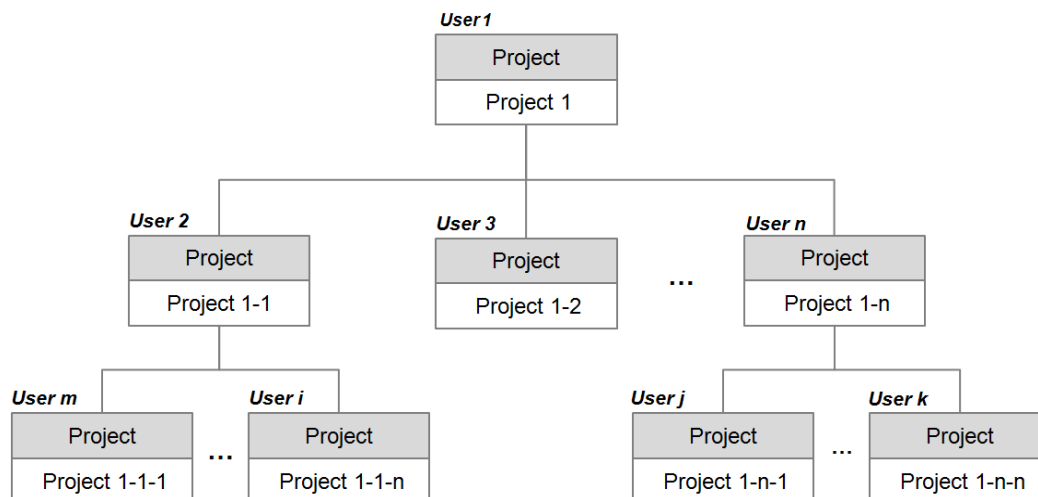 User 1
Project
Project 1
User 2
User 3
User n
Project
Project
Project
Project 1-1
Project 1-2
...
Project 1-n
User m
User i
User j
User k
Project
Project
Project
Project
...
...
Project 1-1-1
Project 1-1-n
Project 1-n-1
Project 1-n-n